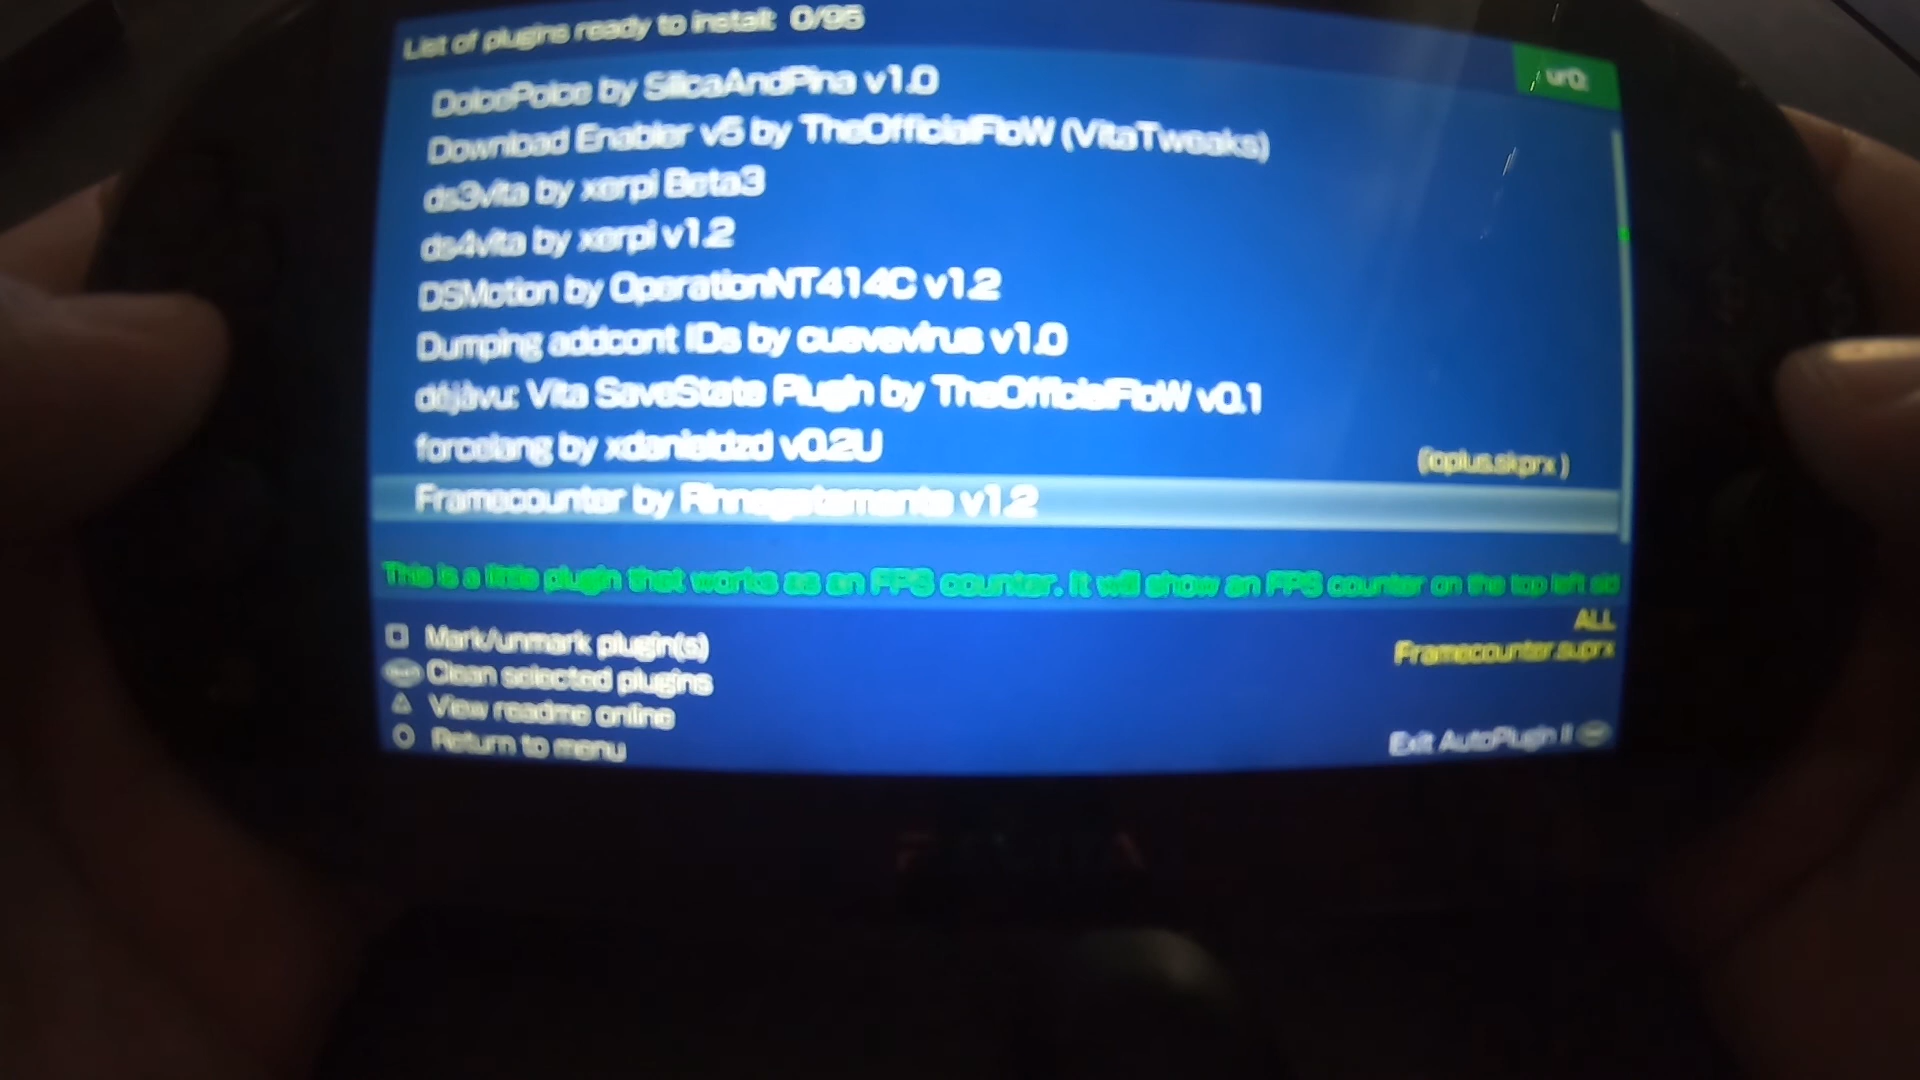 List of plugins ready to install: 0/95
ur0:
DolcePolce by SilicaAndPina v1.0
Download Enabler v5 by TheOfficialFloW (VitaTweaks)
ds3vita by xerpi Beta3
ds4vita by xerpi v1.2
DSMotion by OperationNT414C v1.2
Dumping addcont IDs by cuevavirus v1.0
déjàvu: Vita SaveState Plugin by TheOfficialFloW v0.1
forcelang by xdanieldzd v0.2U
(ioplus.skprx )
Framecounter by Rinnegatamante v1.2
This is a little plugin that works as an FPS counter. It will show an FPS counter on the top left sid
ALL
Mark/unmark plugin(s)
Framecounter.suprx
Clean selected plugins
View readme online
Return to menu
Exit AutoPlugin II